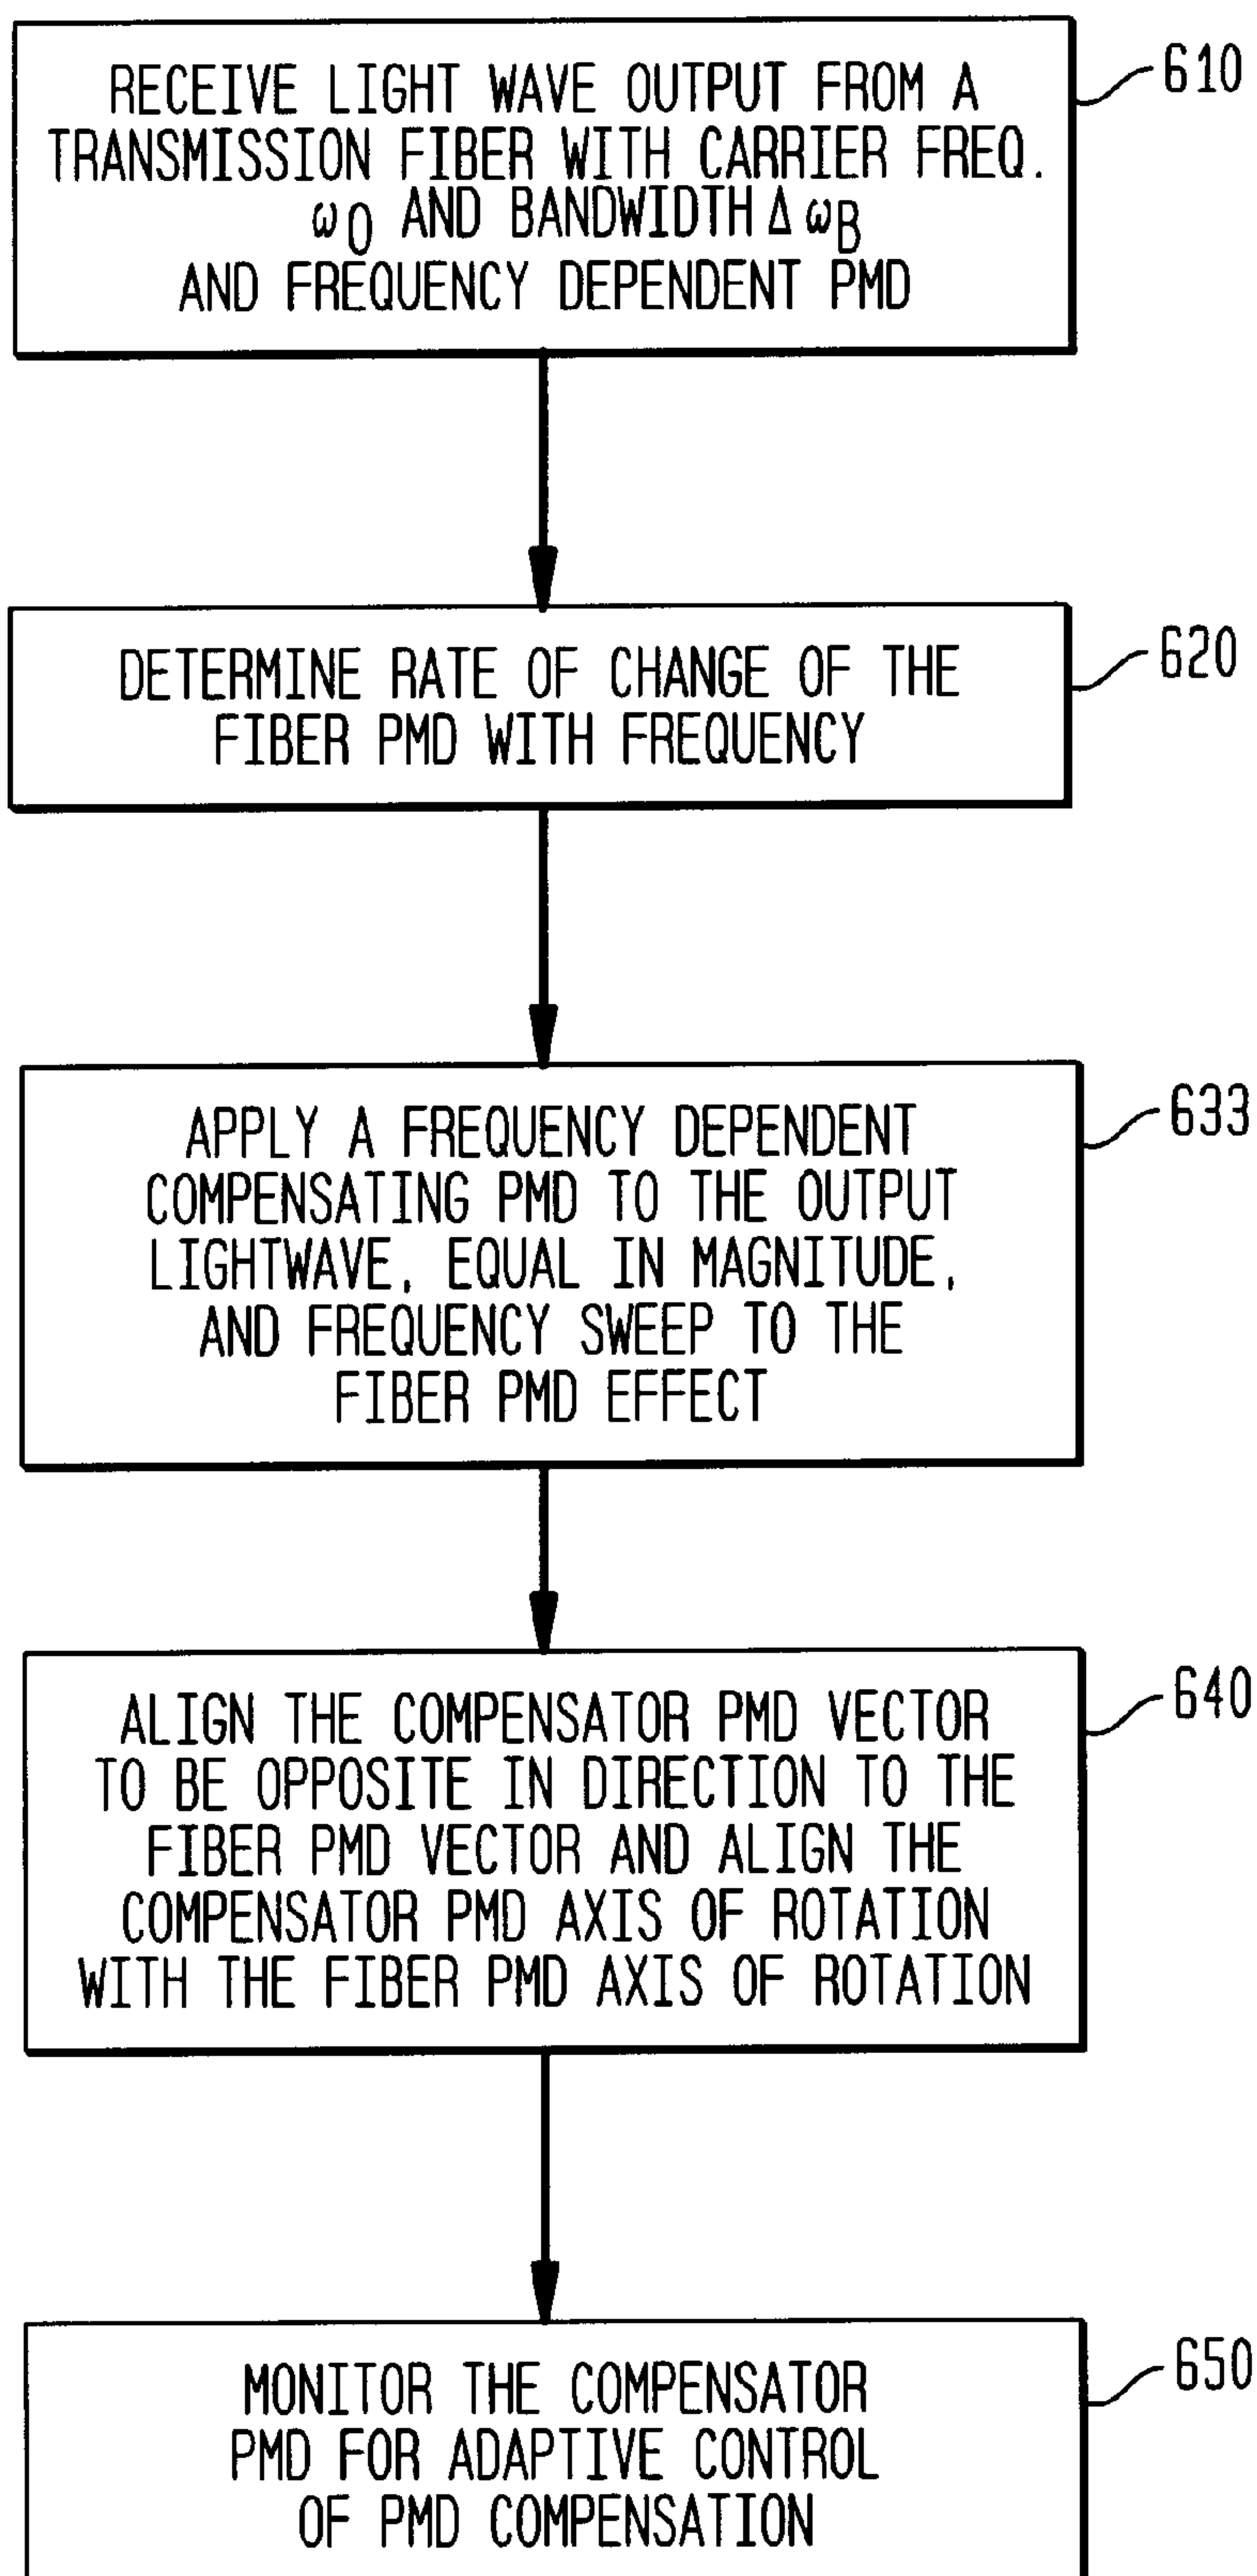 RECEIVE LIGHT WAVE OUTPUT FROM A
TRANSMISSION FIBER WITH CARRIER FREQ.
ω0 AND BANDWIDTH Δ ωB
AND FREQUENCY DEPENDENT PMD
610
DETERMINE RATE OF CHANGE OF THE
FIBER PMD WITH FREQUENCY
620
APPLY A FREQUENCY DEPENDENT
COMPENSATING PMD TO THE OUTPUT
LIGHTWAVE, EQUAL IN MAGNITUDE,
AND FREQUENCY SWEEP TO THE
FIBER PMD EFFECT
633
ALIGN THE COMPENSATOR PMD VECTOR
TO BE OPPOSITE IN DIRECTION TO THE
FIBER PMD VECTOR AND ALIGN THE
COMPENSATOR PMD AXIS OF ROTATION
WITH THE FIBER PMD AXIS OF ROTATION
640
MONITOR THE COMPENSATOR
PMD FOR ADAPTIVE CONTROL
OF PMD COMPENSATION
650